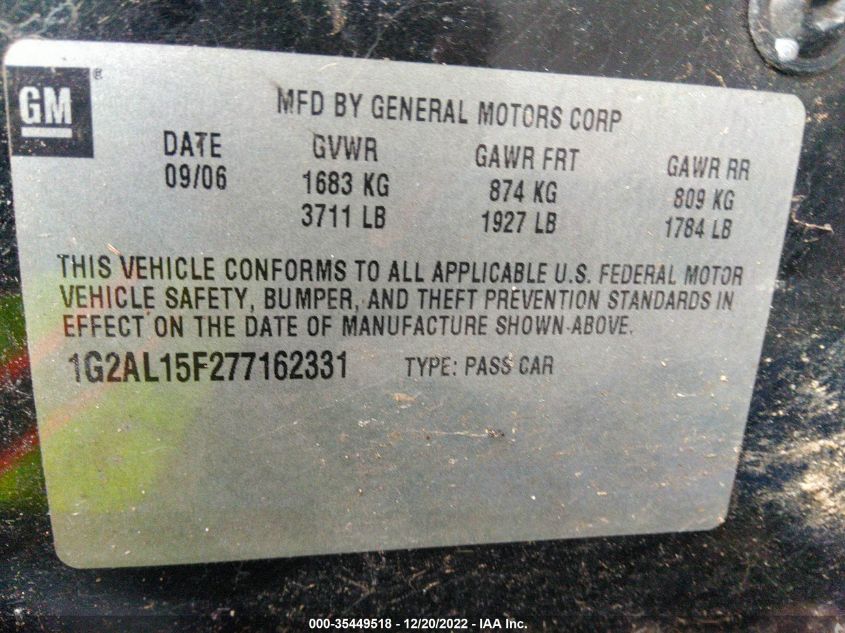 GM®
MFD BY GENERAL MOTORS CORP
DATE GVWR GAWR FRT GAWR RR
09/06 1683 KG 874 KG 809 KG
3711 LB 1927 LB 1784 LB
THIS VEHICLE CONFORMS TO ALL APPLICABLE U.S. FEDERAL MOTOR
VEHICLE SAFETY, BUMPER, AND THEFT PREVENTION STANDARDS IN
EFFECT ON THE DATE OF MANUFACTURE SHOWN ABOVE.
1G2AL15F277162331 TYPE: PASS CAR
000-35449518 - 12/20/2022 - IAA Inc.